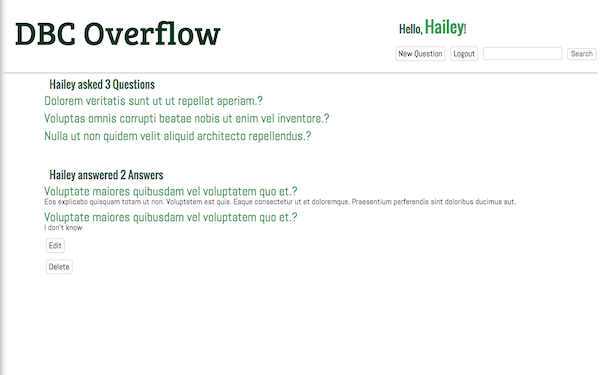 DBC Overflow
Hello, Hailey!
New Question Logout Search
Hailey asked 3 Questions
Dolorem veritatis sunt ut ut repellat aperiam.?
Voluptas omnis corrupti beatae nobis ut enim vel inventore.?
Nulla ut non quidem velit aliquid architecto repellendus.?
Hailey answered 2 Answers
Voluptate maiores quibusdam vel voluptatem quo et.?
Eos explicabo quisquam totam ut non. Voluptatem est quis. Eaque consectetur ut et doloremque. Praesentium perferendis sint doloribus ducimus aut.
Voluptate maiores quibusdam vel voluptatem quo et.?
I don't know
Edit
Delete